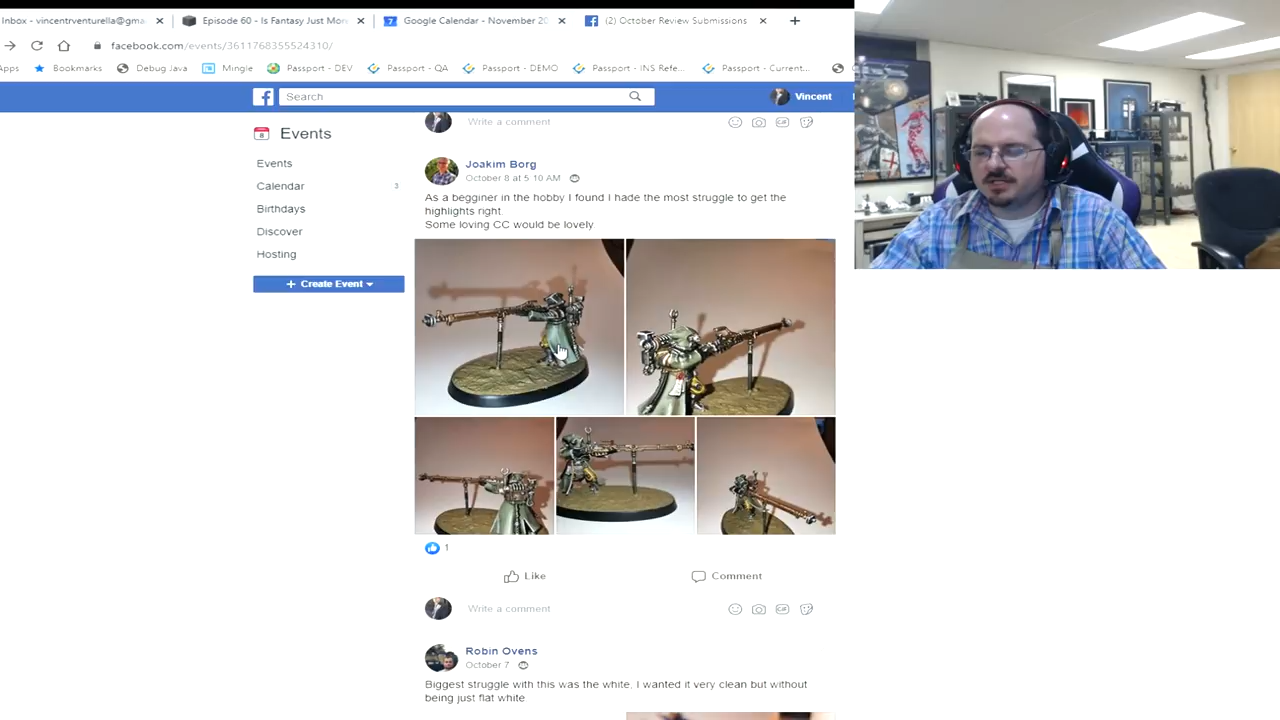 Inbox - vincentrventurella@gma
Episode 60 - Is Fantasy Just More
Google Calendar - November 20
(2) October Review Submissions
facebook.com/events/3611768355524310/
Apps
Bookmarks
Debug Java
Mingle
Passport - DEV
Passport - QA
Passport - DEMO
Passport - INS Refe...
Passport - Current...
Search
Vincent
Events
Events
Calendar
3
Birthdays
Discover
Hosting
+ Create Event
Write a comment
Joakim Borg
October 8 at 5:10 AM
As a begginer in the hobby I found I hade the most struggle to get the
highlights right.
Some loving CC would be lovely
1
Like
Comment
Write a comment
Robin Ovens
October 7
Biggest struggle with this was the white, I wanted it very clean but without
being just flat white